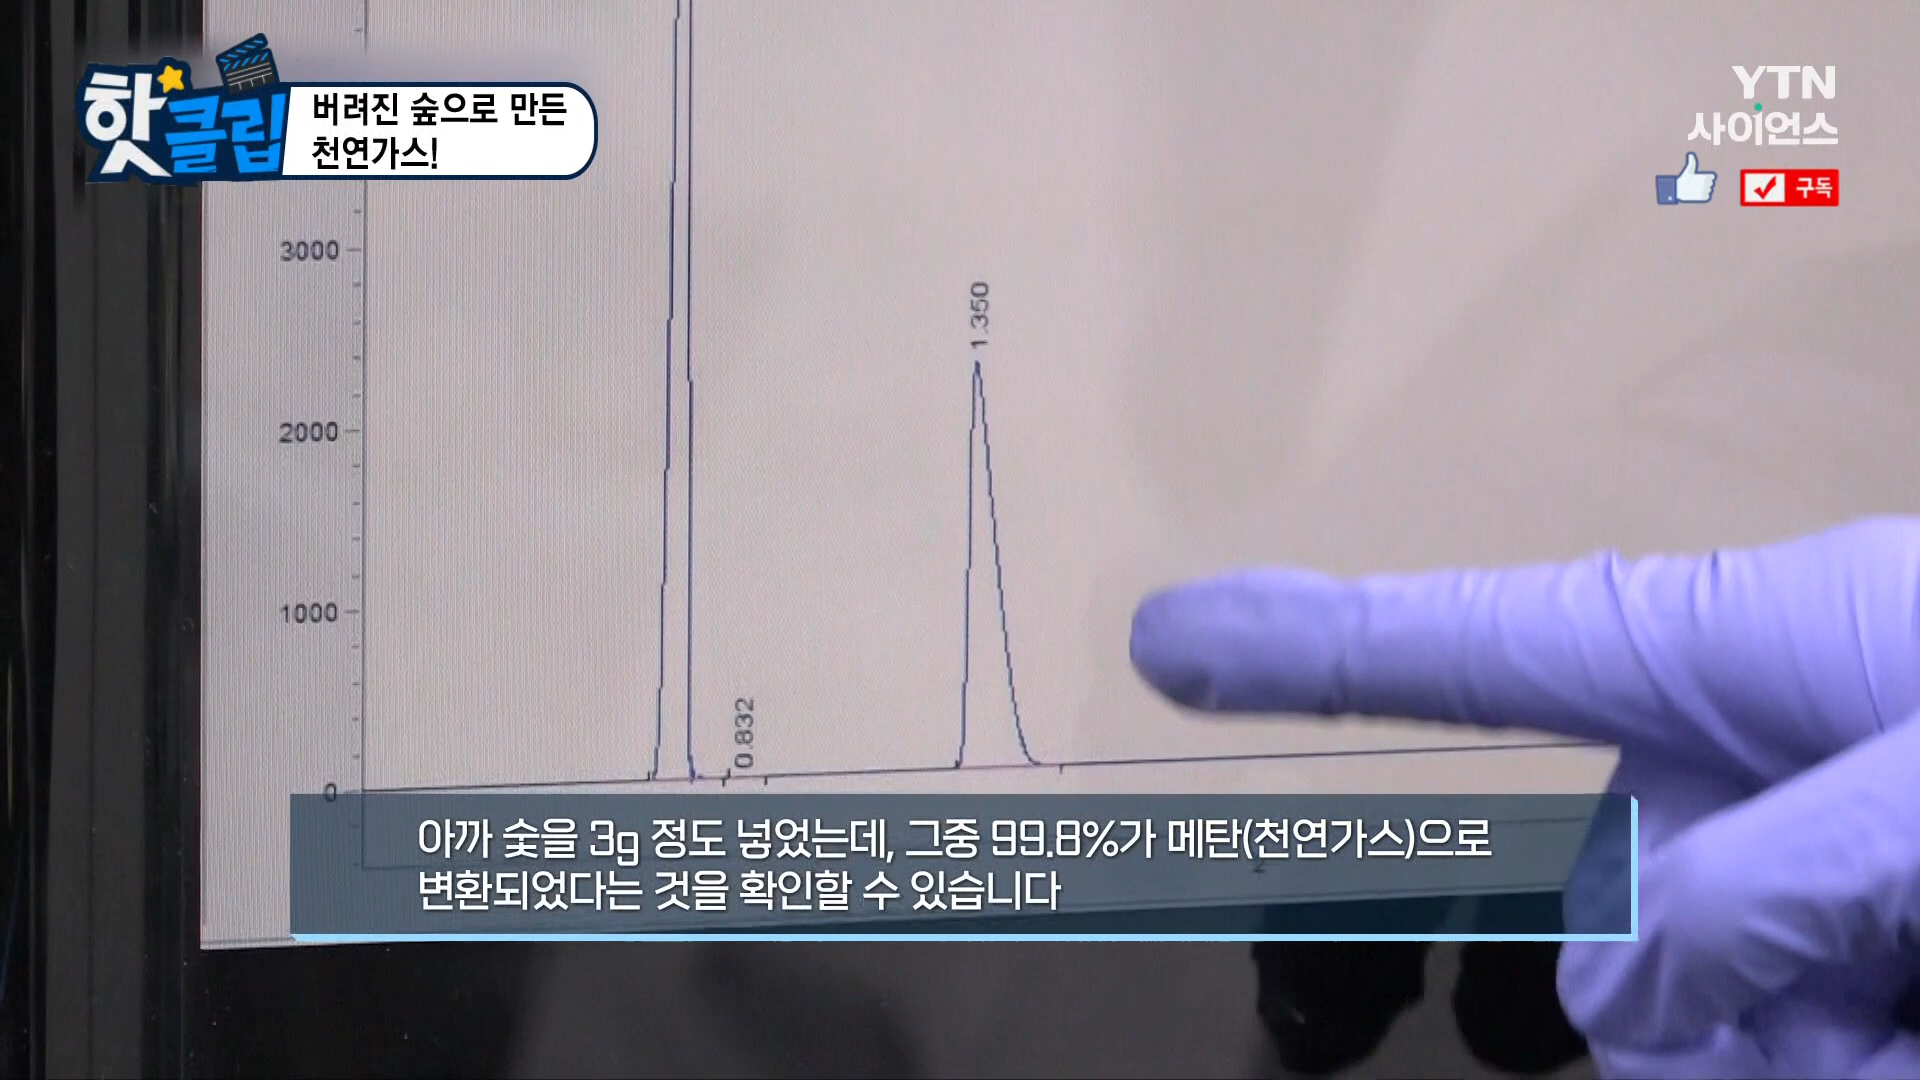 핫클립
버려진 숲으로 만든
천연가스!
YTN
사이언스
구독
3000
2000
1000
0
1.350
0.832
2
아까 숯을 3g 정도 넣었는데, 그중 99.8%가 메탄(천연가스)으로
변환되었다는 것을 확인할 수 있습니다